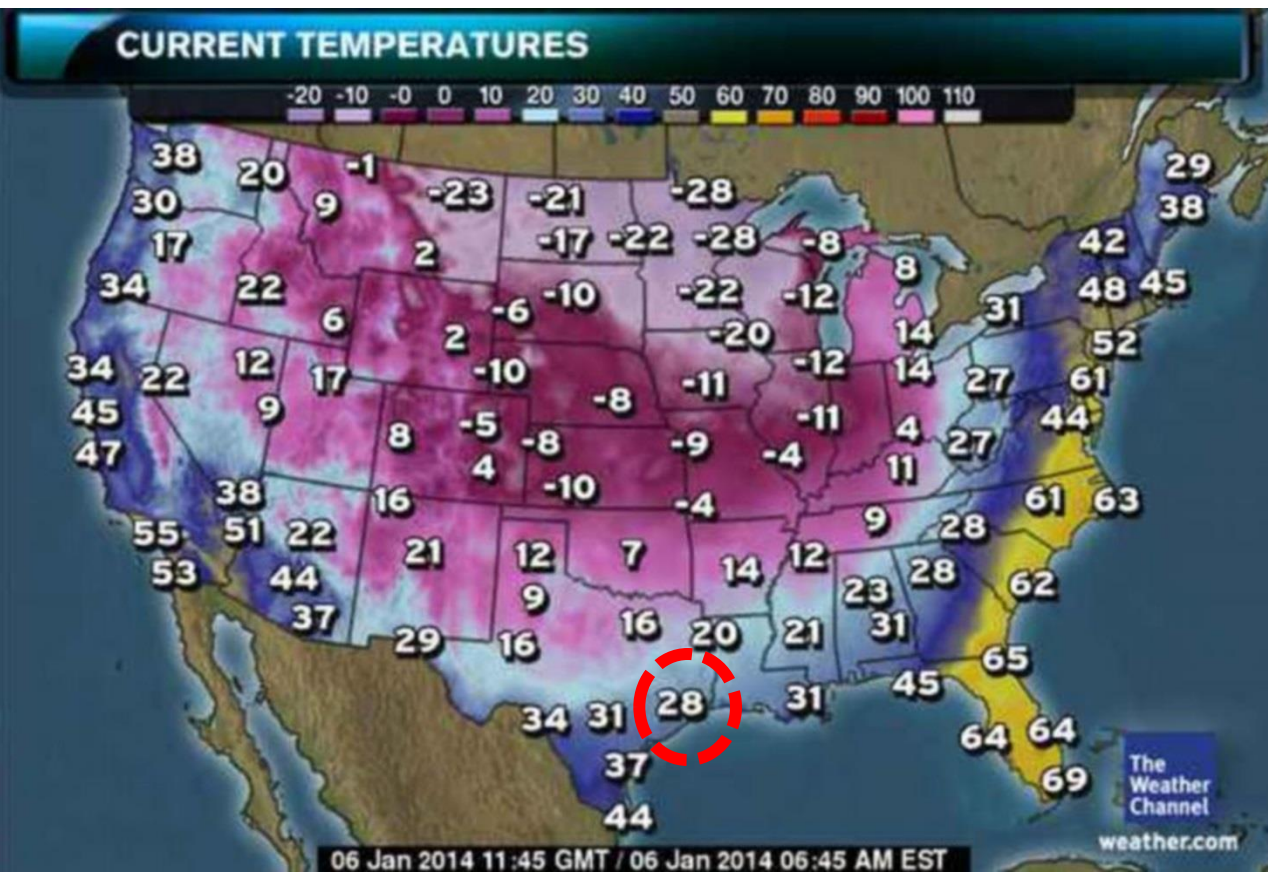 CURRENT TEMPERATURES
-20 -10 -0 0 10 20 30 40 50 60 70 80 90 100 110
38 20 -1 29
30 9 -23 -21 -28 38
17 2 -17 -22 -28 -8 42
34 22 -10 -22 -12 8 48 45
6 -6 31
2 -20 14 52
34 22 12 17 -10 -11 -12 14 27 61
45 9 -8 -11 44
47 8 -5 -8 -9 -4 4 27
4 11
38 16 -10 -4 61 63
55 51 22 21 12 7 14 12 9 28
53 44 9 23 28 62
37 29 16 16 20 21 31
65
34 31 28 31 45
37 64 64
44 69
The
Weather
Channel
weather.com
06 Jan 2014 11:45 GMT / 06 Jan 2014 06:45 AM EST